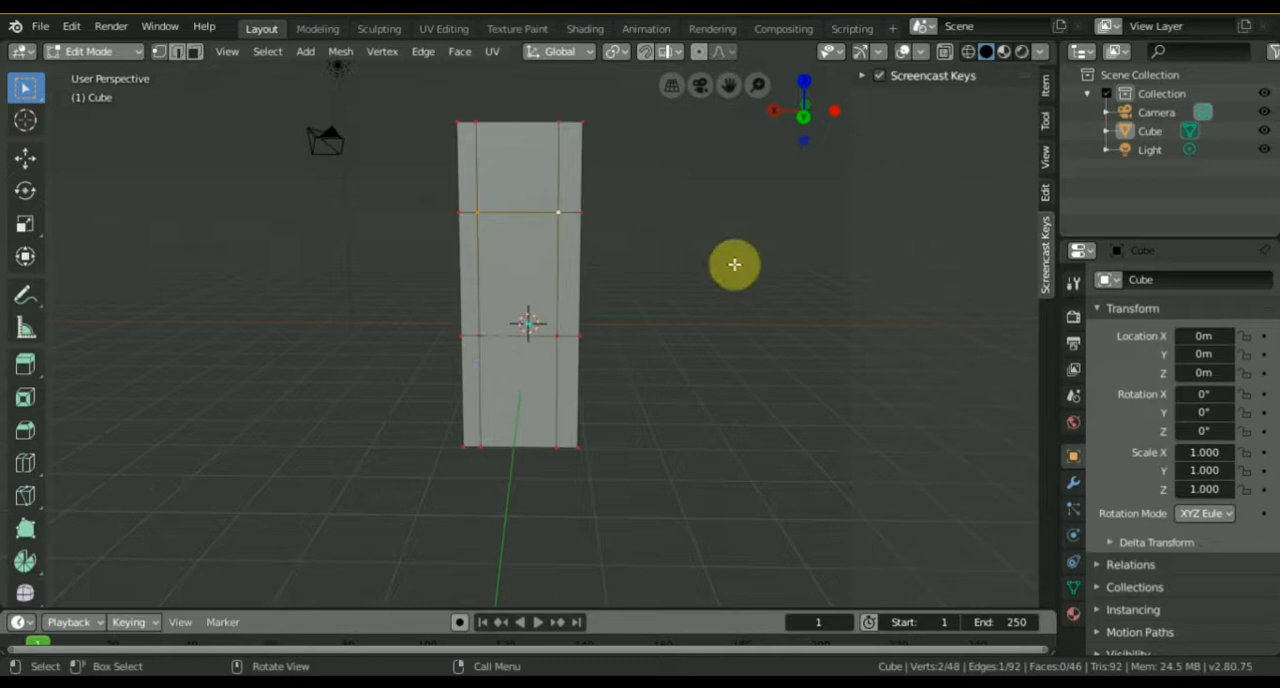 File Edit Render Window Help Layout Modeling Sculpting UV Editing Texture Paint Shading Animation Rendering Compositing Scripting Scene View Layer
Edit Mode View Select Add Mesh Vertex Edge Face UV Global
User Perspective
(1) Cube
Screencast Keys
X
Y
Z
Item
Tool
View
Edit
Screencast Keys
Scene Collection
Collection
Camera
Cube
Light
Cube
Cube
Transform
Location X 0m
Y 0m
Z 0m
Rotation X 0°
Y 0°
Z 0°
Scale X 1.000
Y 1.000
Z 1.000
Rotation Mode XYZ Eule
Delta Transform
Relations
Collections
Instancing
Motion Paths
Visibility
Playback Keying View Marker 1 Start: 1 End: 250
1
Select Box Select Rotate View Call Menu Cube | Verts:2/48 | Edges:1/92 | Faces:0/46 | Tris:92 | Mem: 24.5 MB | v2.80.75